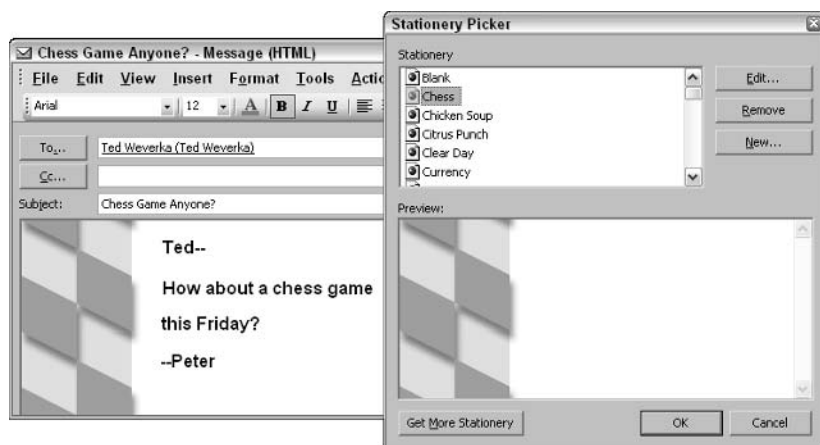 Chess Game Anyone? - Message (HTML)
File Edit View Insert Format Tools
Arial 12 A B I U
To...
Ted Weverka (Ted Weverka)
Cc...
Subject: Chess Game Anyone?
Ted--
How about a chess game
this Friday?
--Peter
Stationery Picker
Stationery
Blank
Chess
Chicken Soup
Citrus Punch
Clear Day
Currency
Edit...
Remove
New...
Preview:
Get More Stationery OK Cancel